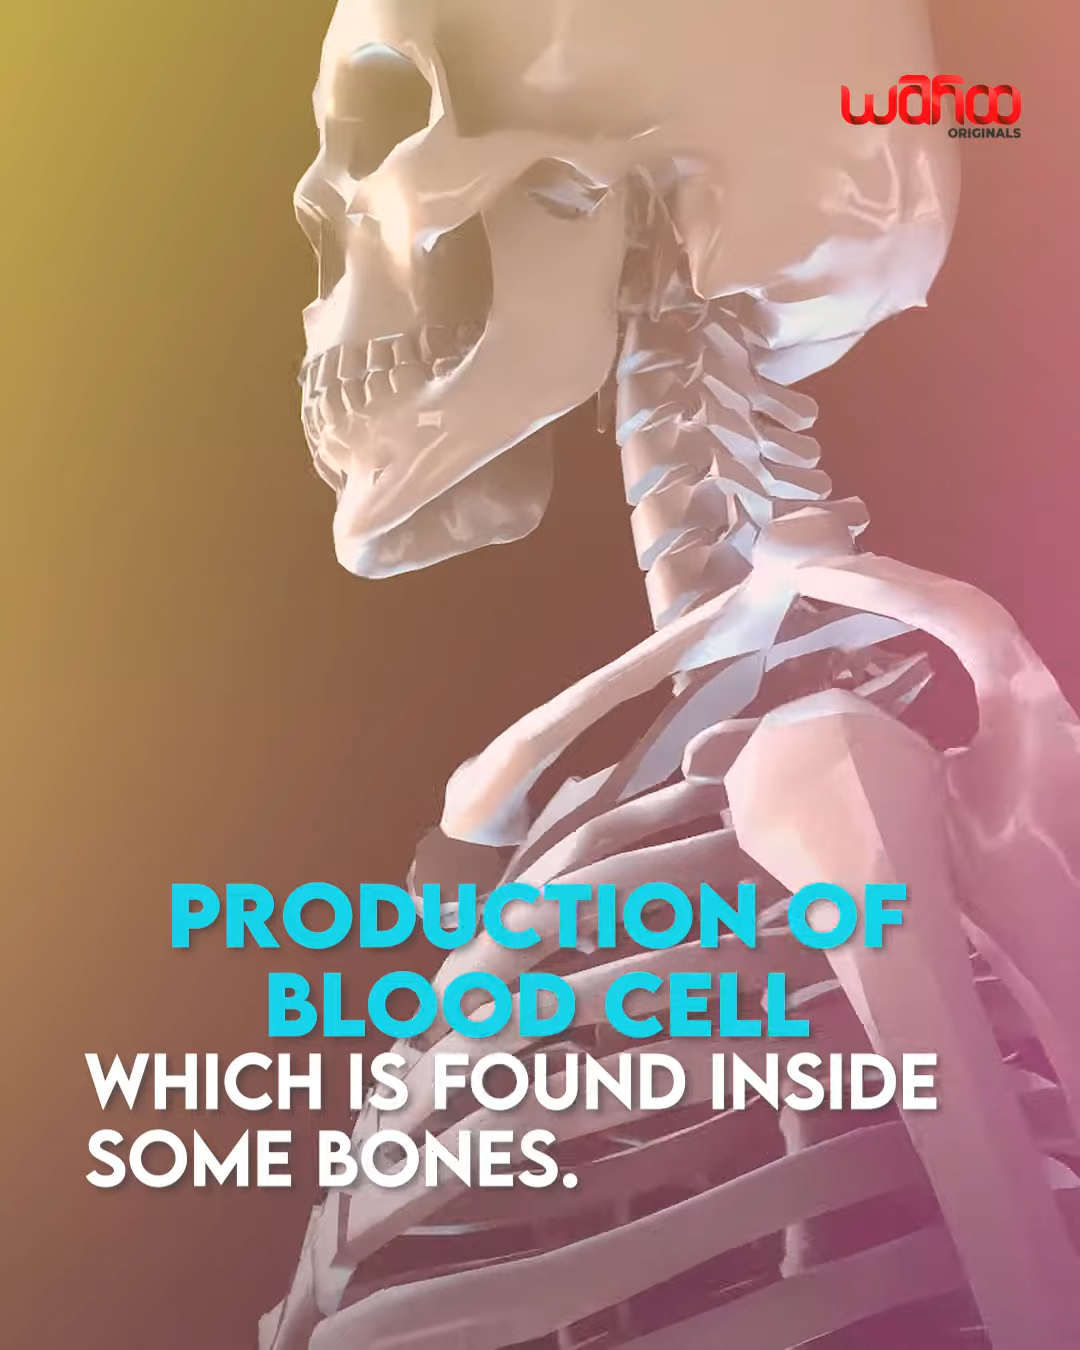 wahoo
ORIGINALS
PRODUCTION OF
BLOOD CELL
WHICH IS FOUND INSIDE
SOME BONES.